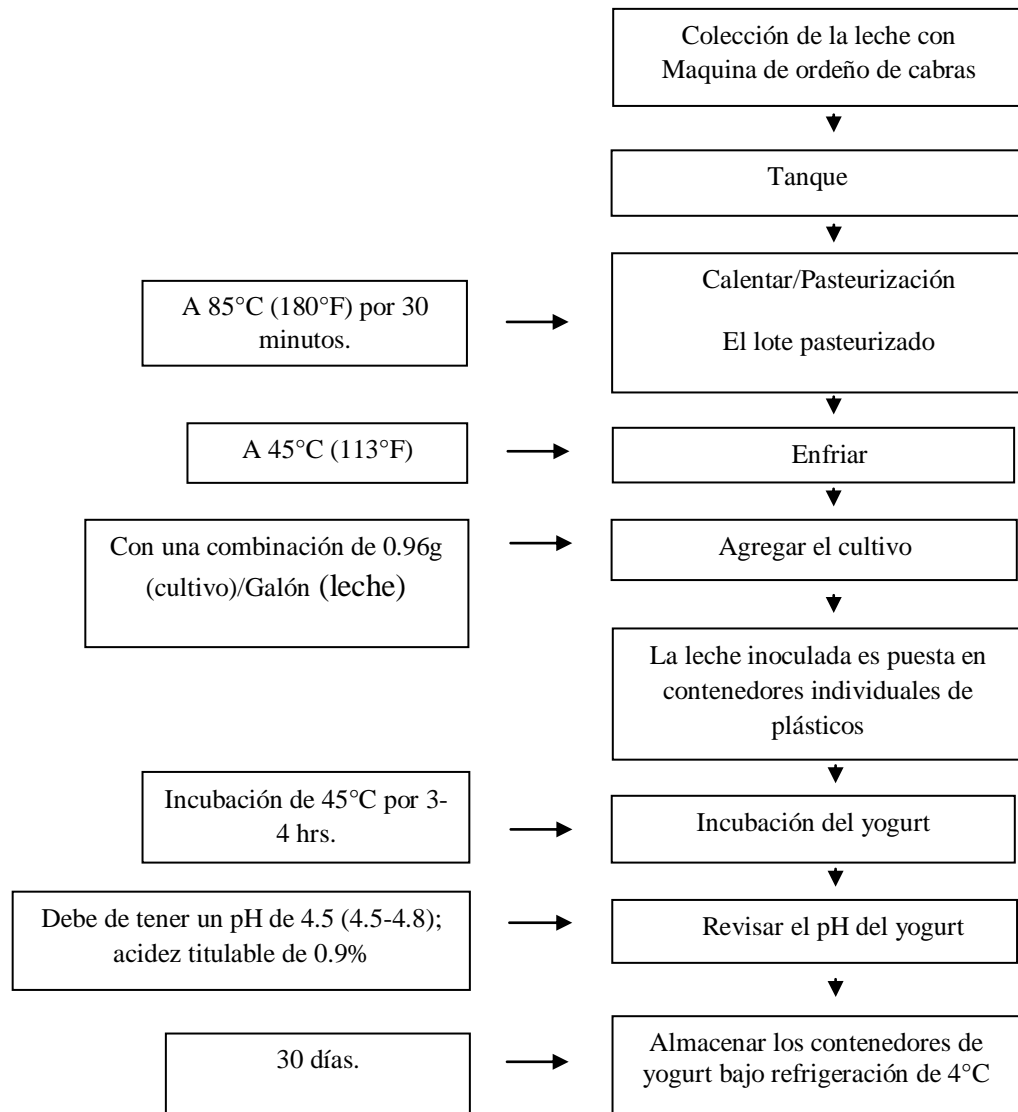 Colección de la leche con
Maquina de ordeño de cabras
Tanque
Calentar/Pasteurización
El lote pasteurizado
A 85°C (180°F) por 30
minutos.
Enfriar
A 45°C (113°F)
Agregar el cultivo
Con una combinación de 0.96g
(cultivo)/Galón (leche)
La leche inoculada es puesta en
contenedores individuales de
plásticos
Incubación de 45°C por 3-
4 hrs.
Incubación del yogurt
Debe de tener un pH de 4.5 (4.5-4.8);
acidez titulable de 0.9%
Revisar el pH del yogurt
30 días.
Almacenar los contenedores de
yogurt bajo refrigeración de 4°C